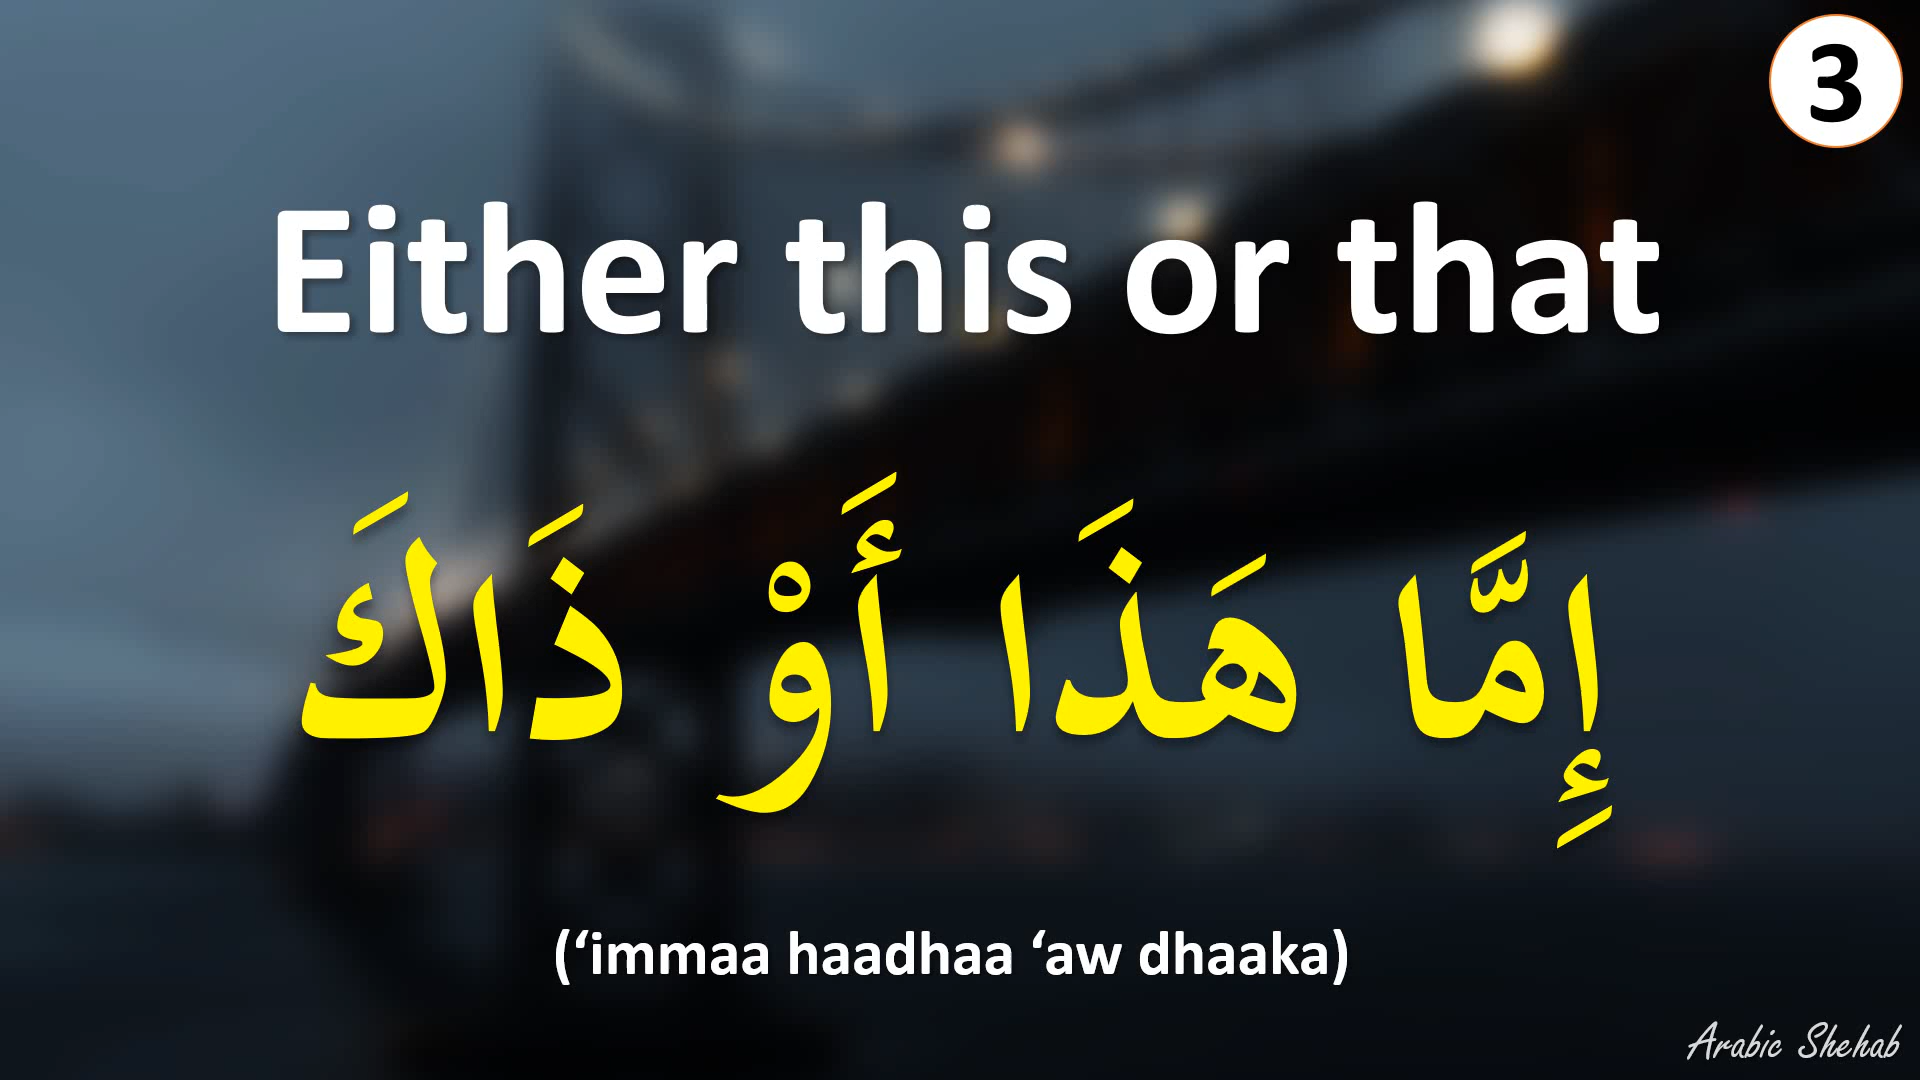 3
Either this or that
إِمَّا هَذَا أَوْ ذَاكَ
(‘immaa haadhaa ‘aw dhaaka)
Arabic Shehab